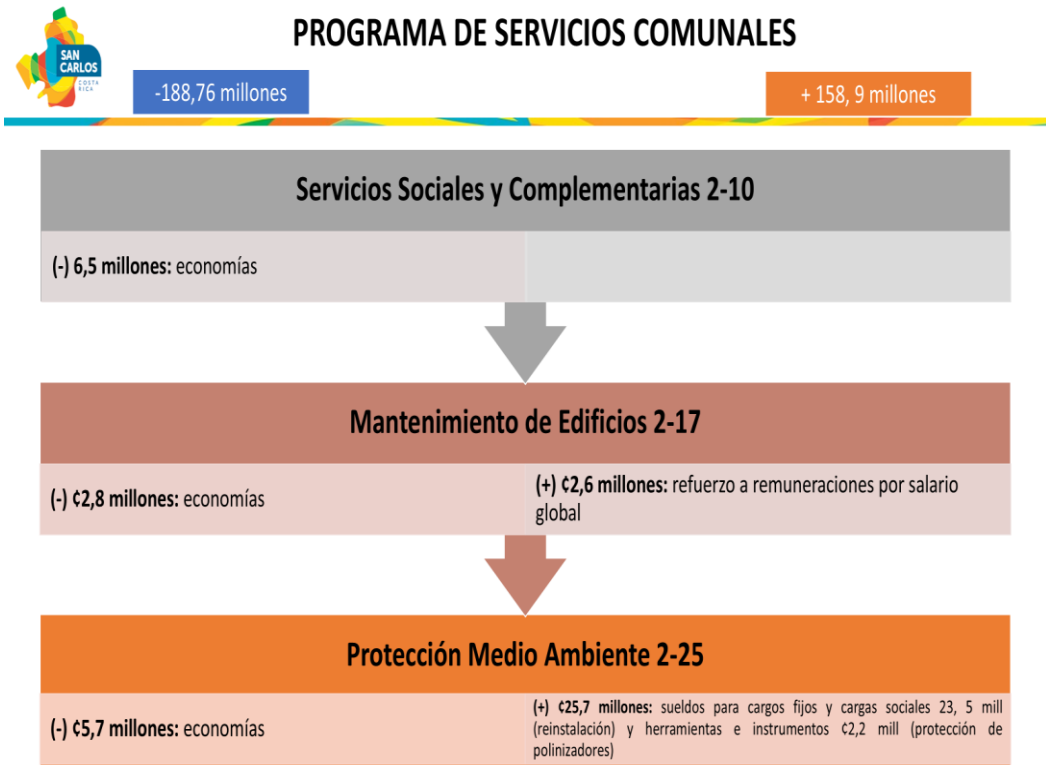 PROGRAMA DE SERVICIOS COMUNALES
SAN
CARLOS
COSTA
RICA
-188,76 millones
+ 158, 9 millones
Servicios Sociales y Complementarias 2-10
(-) 6,5 millones: economías
Mantenimiento de Edificios 2-17
(-) ¢2,8 millones: economías
(+) ¢2,6 millones: refuerzo a remuneraciones por salario
global
Protección Medio Ambiente 2-25
(-) ¢5,7 millones: economías
(+) ¢25,7 millones: sueldos para cargos fijos y cargas sociales 23, 5 mill
(reinstalación) y herramientas e instrumentos ¢2,2 mill (protección de
polinizadores)